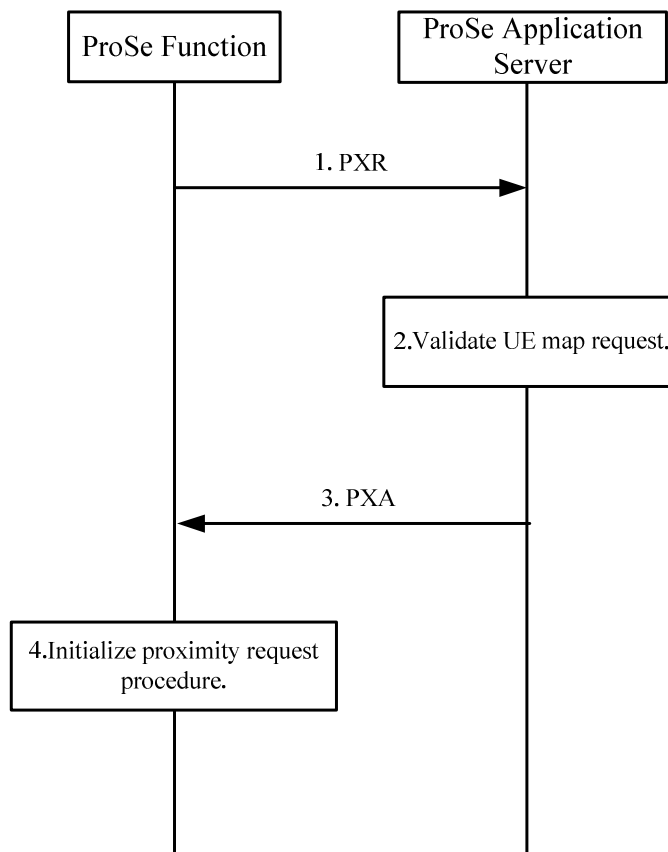 ProSe Function
ProSe Application
Server
1. PXR
2.Validate UE map request.
3. PXA
4.Initialize proximity request
procedure.